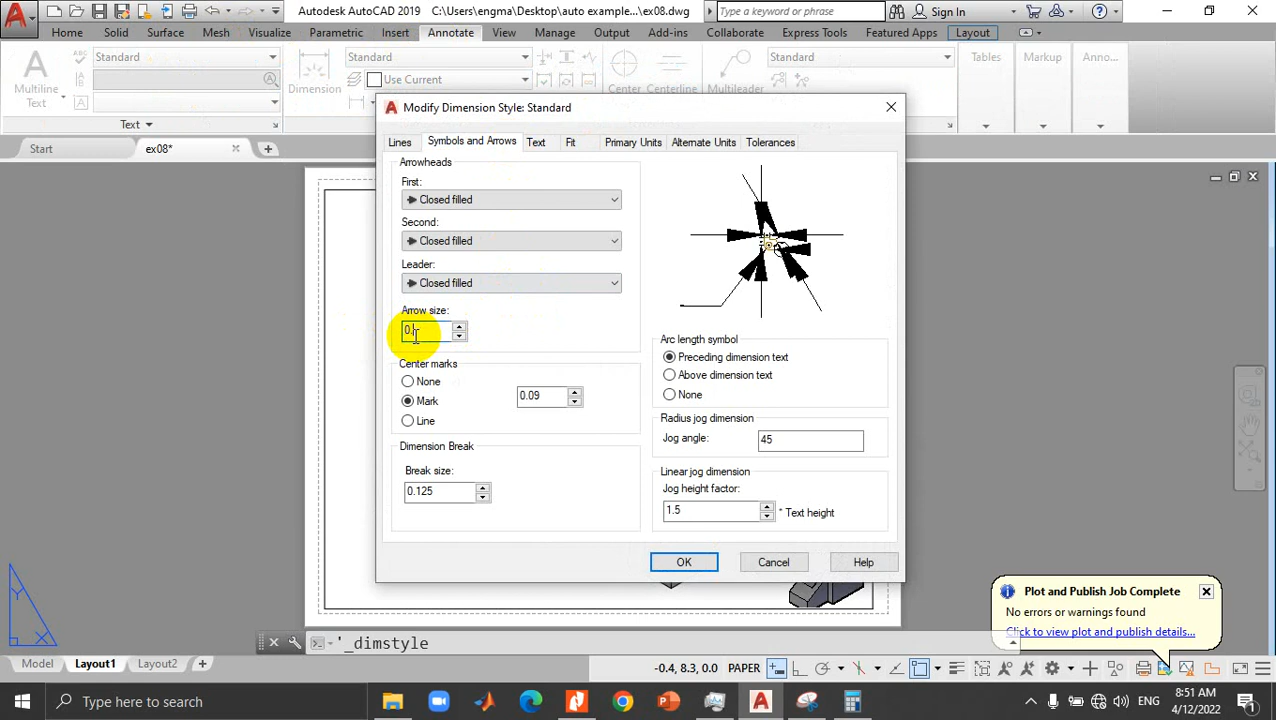 Autodesk AutoCAD 2019 C:\Users\engma\Desktop\auto example...\ex08.dwg
Type a keyword or phrase
Sign In
Home Solid Surface Mesh Visualize Parametric Insert Annotate View Manage Output Add-ins Collaborate Express Tools Featured Apps Layout
Multiline
Text
Standard
Text
Dimension
Standard
Use Current
Center
Centerline
Multileader
Standard
Tables
Markup
Anno...
Start
ex08*
Modify Dimension Style: Standard
Lines Symbols and Arrows Text Fit Primary Units Alternate Units Tolerances
Arrowheads
First:
Closed filled
Second:
Closed filled
Leader:
Closed filled
Arrow size:
0.
Center marks
None
Mark
0.09
Line
Dimension Break
Break size:
0.125
Arc length symbol
Preceding dimension text
Above dimension text
None
Radius jog dimension
Jog angle:
45
Linear jog dimension
Jog height factor:
1.5
* Text height
OK
Cancel
Help
Plot and Publish Job Complete
No errors or warnings found
Click to view plot and publish details...
Y
X
'_dimstyle
Model Layout1 Layout2
-0.4, 8.3, 0.0 PAPER
Type here to search
ENG
8:51 AM
4/12/2022
1